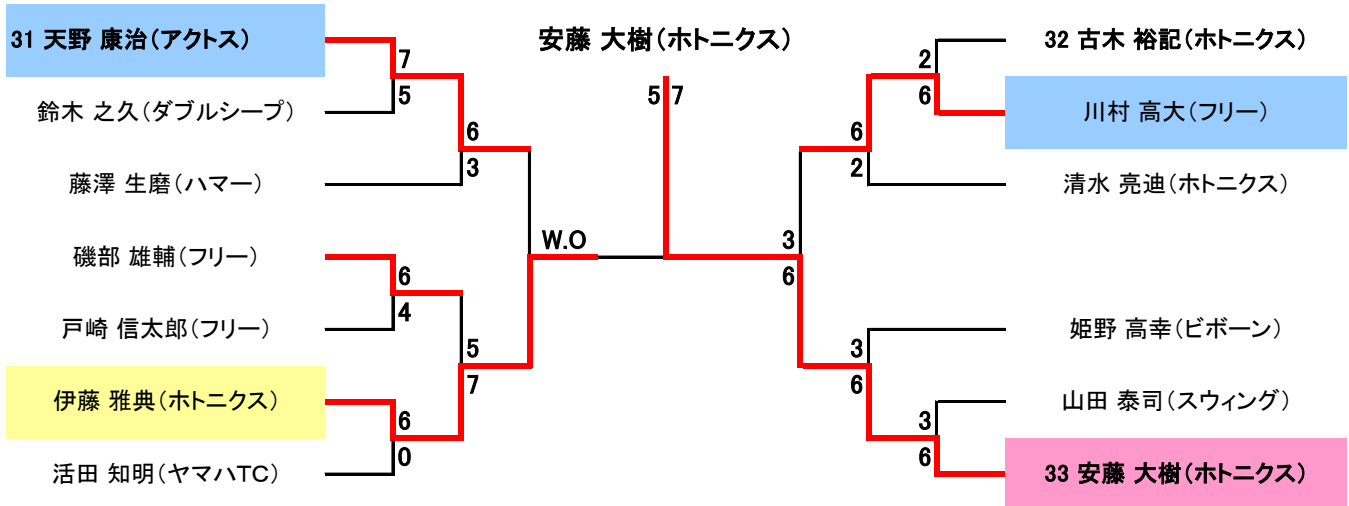 31 天野 康治(アクトス)
安藤 大樹(ホトニクス)
32 古木 裕記(ホトニクス)
7
2
5 7
5
6
鈴木 之久(ダブルシープ)
川村 高大(フリー)
6
6
3
2
藤澤 生磨(ハマー)
清水 亮迪(ホトニクス)
W.O
3
磯部 雄輔(フリー)
6
6
4
戸崎 信太郎(フリー)
姫野 高幸(ビボーン)
5
3
7
6
伊藤 雅典(ホトニクス)
山田 泰司(スウィング)
6
3
0
6
活田 知明(ヤマハTC)
33 安藤 大樹(ホトニクス)